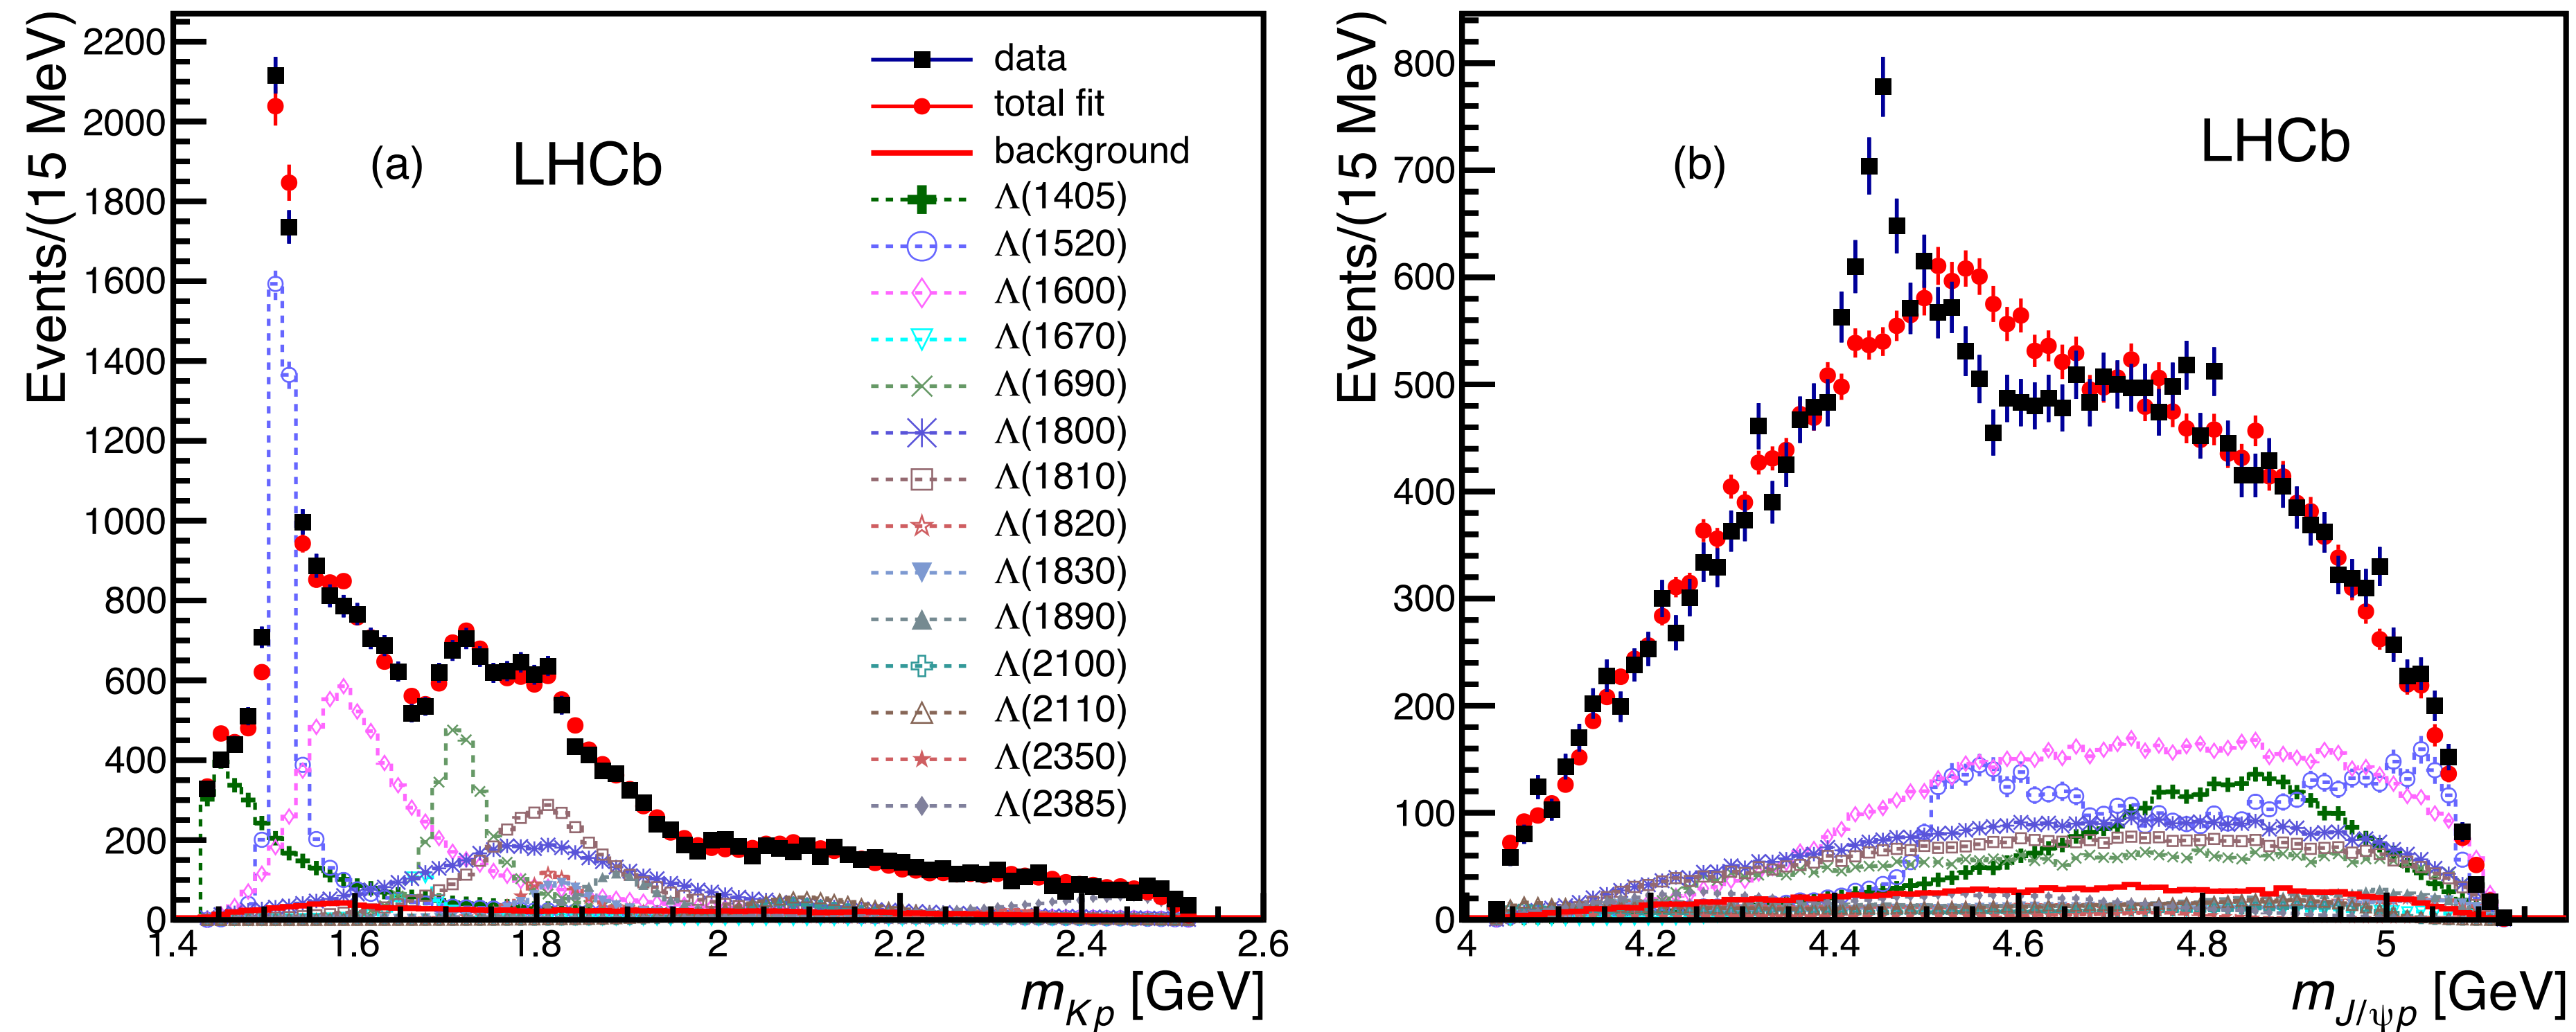 Events/(15 MeV)
2200
2000
1800
1600
1400
1200
1000
800
600
400
200
0
1.4 1.6 1.8 2 2.2 2.4 2.6
m_{Kp} [GeV]
(a) LHCb
data
total fit
background
Λ(1405)
Λ(1520)
Λ(1600)
Λ(1670)
Λ(1690)
Λ(1800)
Λ(1810)
Λ(1820)
Λ(1830)
Λ(1890)
Λ(2100)
Λ(2110)
Λ(2350)
Λ(2385)
Events/(15 MeV)
800
700
600
500
400
300
200
100
0
4 4.2 4.4 4.6 4.8 5
m_{J/ψp} [GeV]
(b) LHCb